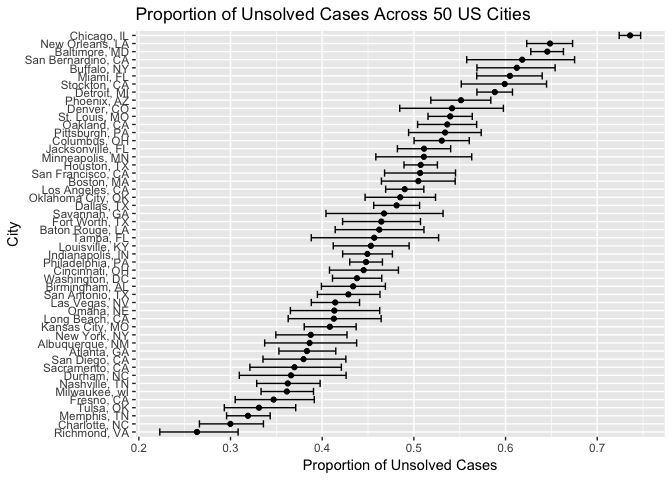 Proportion of Unsolved Cases Across 50 US Cities
City
Chicago, IL
New Orleans, LA
Baltimore, MD
San Bernardino, CA
Buffalo, NY
Miami, FL
Stockton, CA
Detroit, MI
Phoenix, AZ
Denver, CO
St. Louis, MO
Oakland, CA
Pittsburgh, PA
Columbus, OH
Jacksonville, FL
Minneapolis, MN
Houston, TX
San Francisco, CA
Boston, MA
Los Angeles, CA
Oklahoma City, OK
Dallas, TX
Savannah, GA
Fort Worth, TX
Baton Rouge, LA
Tampa, FL
Louisville, KY
Indianapolis, IN
Philadelphia, PA
Cincinnati, OH
Washington, DC
Birmingham, AL
San Antonio, TX
Las Vegas, NV
Omaha, NE
Long Beach, CA
Kansas City, MO
New York, NY
Albuquerque, NM
Atlanta, GA
San Diego, CA
Sacramento, CA
Durham, NC
Nashville, TN
Milwaukee, wI
Fresno, CA
Tulsa, OK
Memphis, TN
Charlotte, NC
Richmond, VA
0.2 0.3 0.4 0.5 0.6 0.7
Proportion of Unsolved Cases